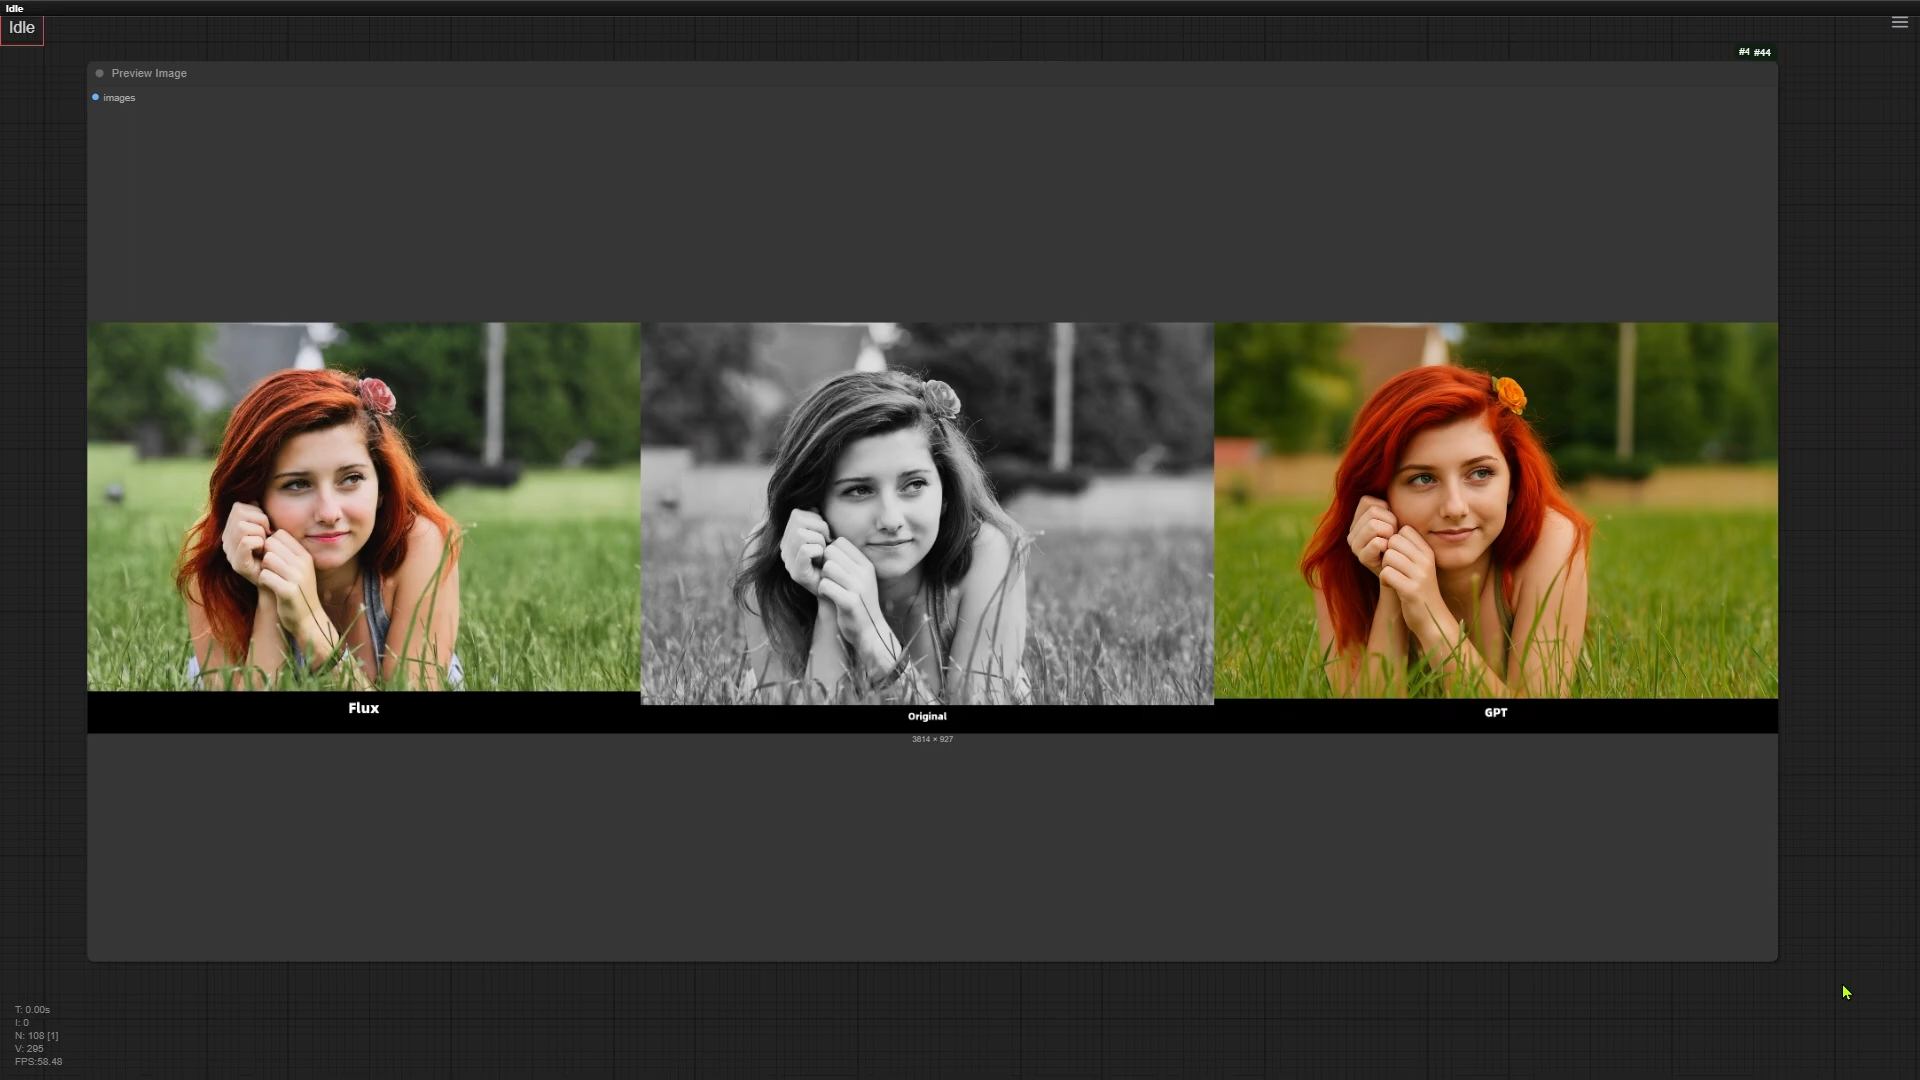 Idle
Idle
#4 #44
Preview Image
images
Flux
Original
GPT
3814 × 927
T: 0.00s
I: 0
N: 108 [1]
V: 295
FPS:58.48